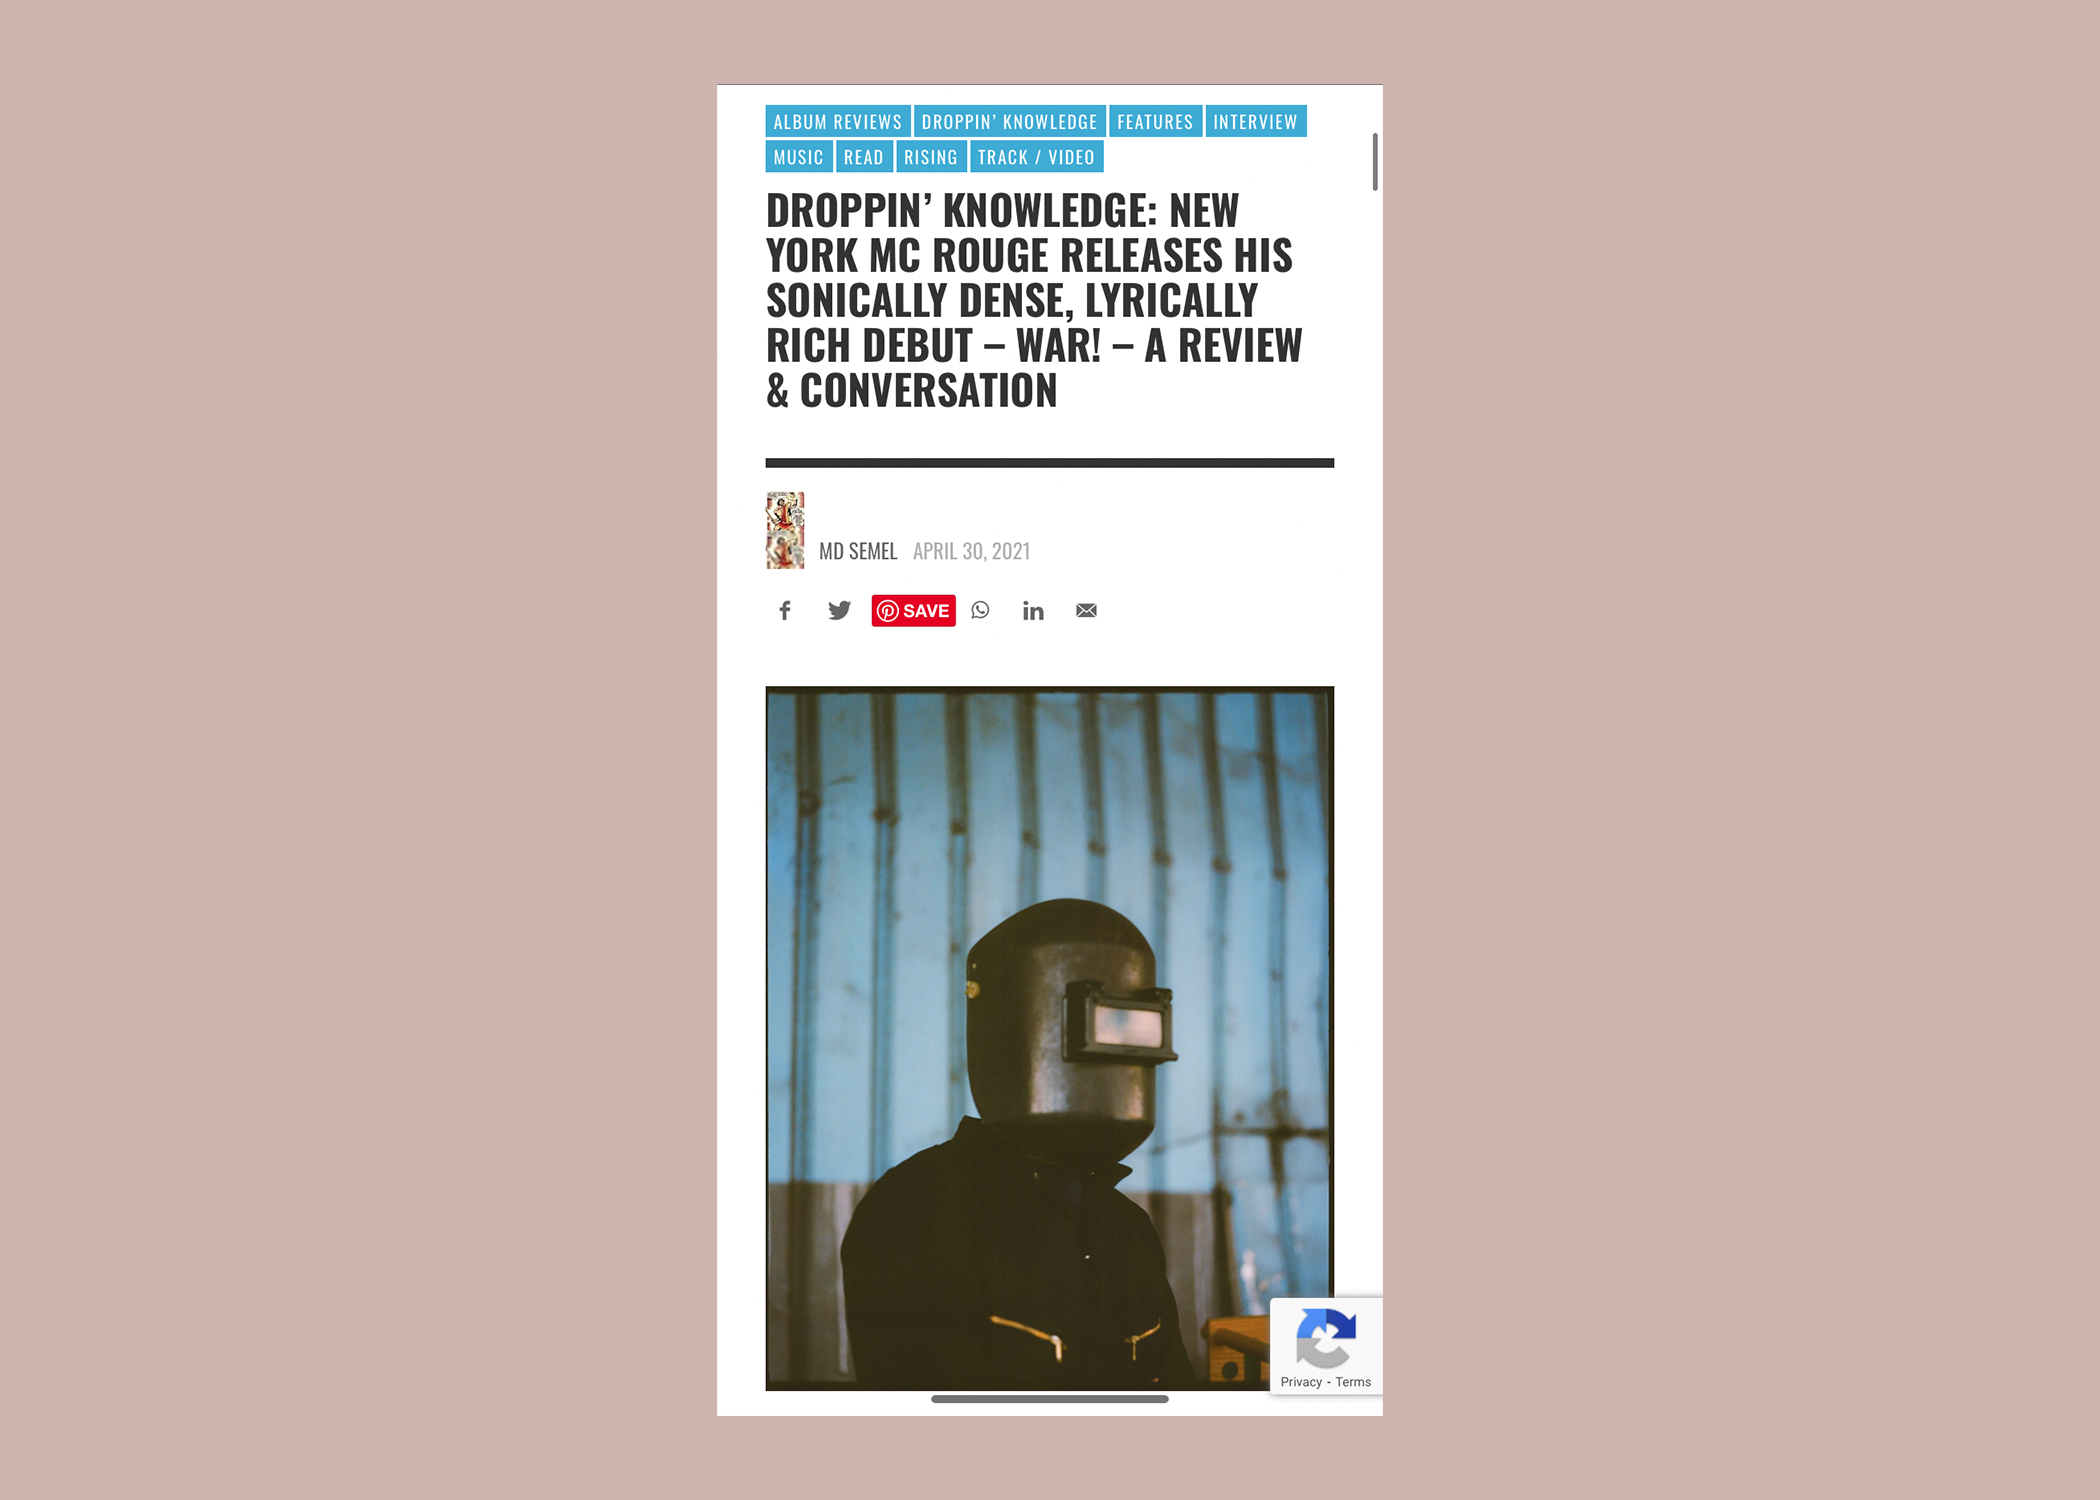 ALBUM REVIEWS DROPPIN’ KNOWLEDGE FEATURES INTERVIEW
MUSIC READ RISING TRACK / VIDEO
DROPPIN’ KNOWLEDGE: NEW
YORK MC ROUGE RELEASES HIS
SONICALLY DENSE, LYRICALLY
RICH DEBUT – WAR! – A REVIEW
& CONVERSATION
MD SEMEL APRIL 30, 2021
SAVE
Privacy - Terms